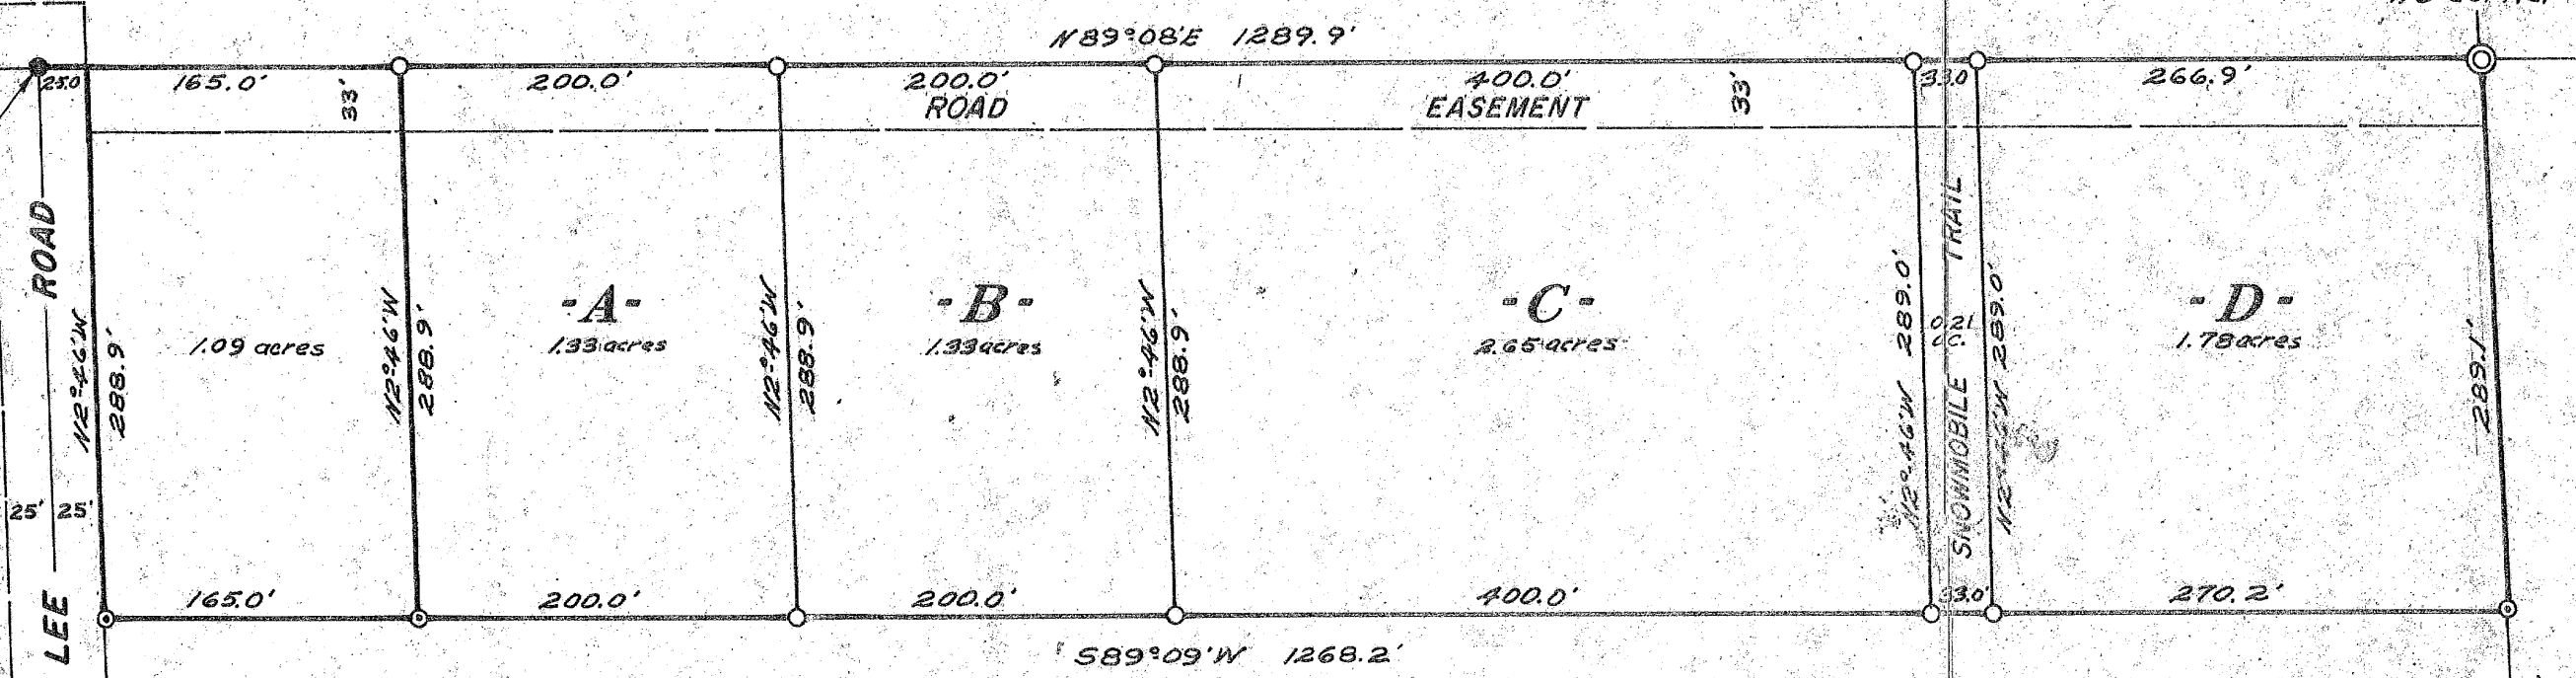 N89°08'E 1289.9'
25.0 165.0' 200.0' 200.0' 400.0' 33.0 266.9'
33' ROAD EASEMENT 33'
LEE ROAD
25' 25'
N2°46'W 288.9'
1.09 acres
N2°46'W 288.9'
-A-
1.33 acres
N2°46'W 288.9'
-B-
1.33 acres
N2°46'W 288.9'
-C-
2.65 acres
N2°46'W 289.0'
0.21
ac.
SNOWMOBILE TRAIL
N2°46'W 289.0'
-D-
1.78 acres
289.1'
165.0' 200.0' 200.0' 400.0' 33.0' 270.2'
S89°09'W 1268.2'